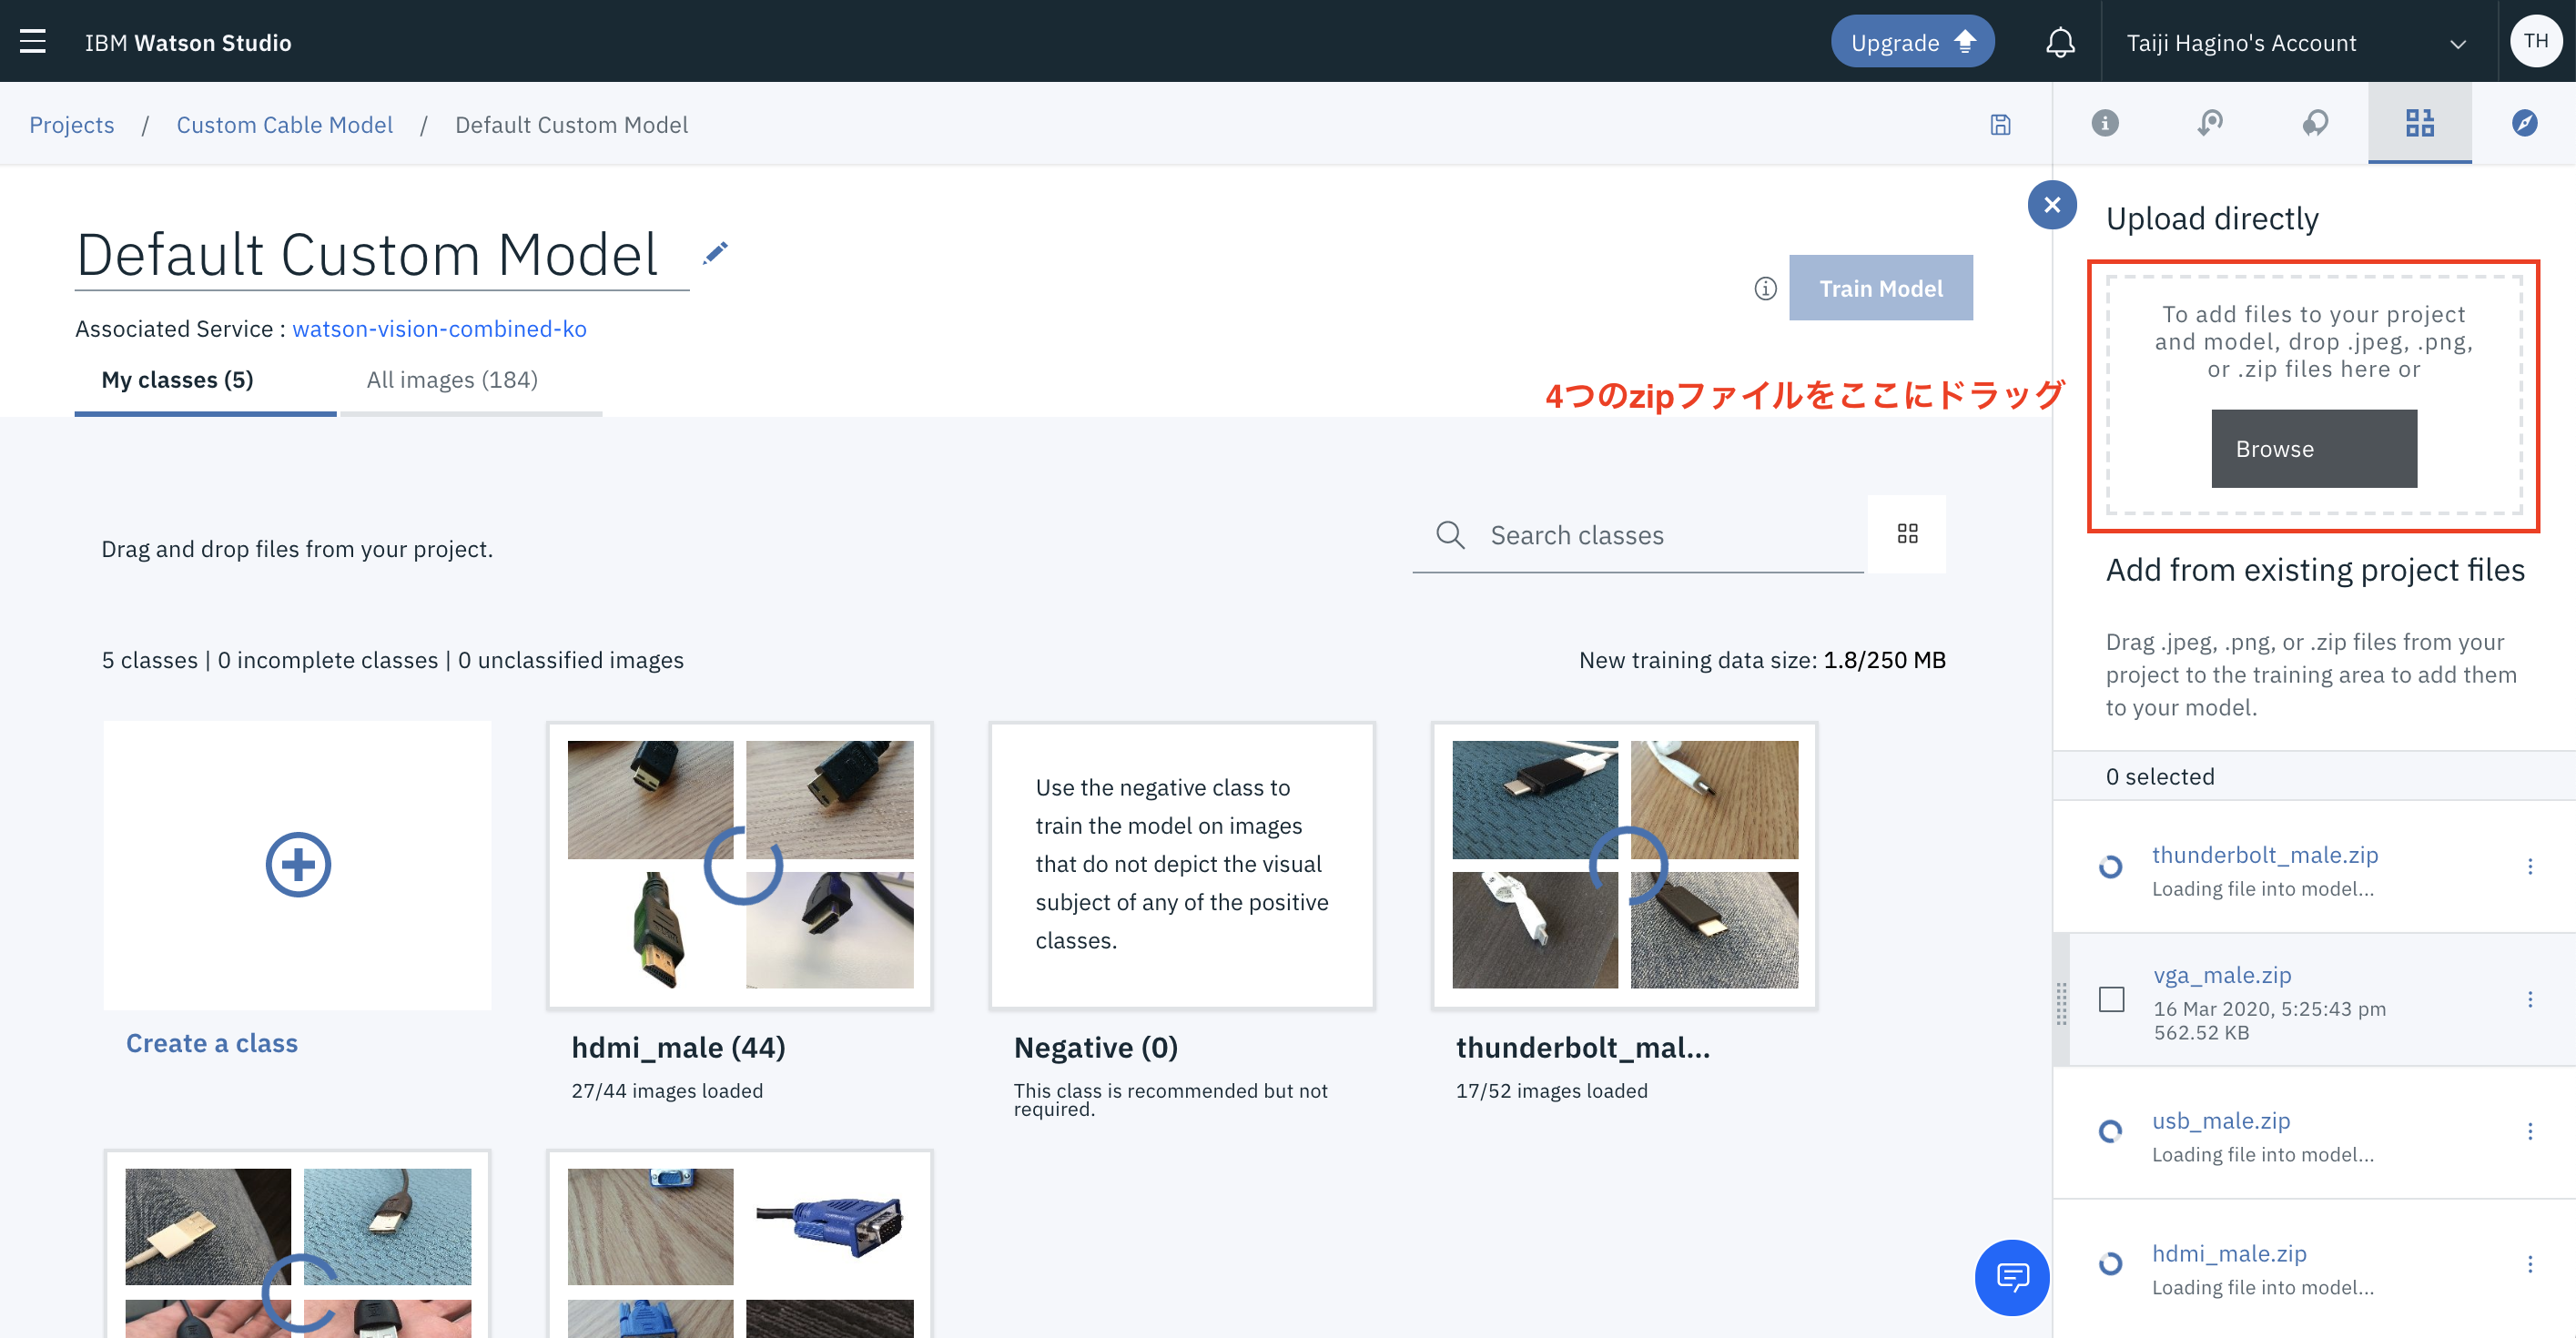 IBM Watson Studio
Upgrade
Taiji Hagino's Account
TH
Projects / Custom Cable Model / Default Custom Model
Default Custom Model
Train Model
Associated Service : watson-vision-combined-ko
My classes (5)
All images (184)
4つのzipファイルをここにドラッグ
Drag and drop files from your project.
Search classes
5 classes | 0 incomplete classes | 0 unclassified images
New training data size: 1.8/250 MB
Create a class
hdmi_male (44)
27/44 images loaded
Use the negative class to
train the model on images
that do not depict the visual
subject of any of the positive
classes.
Negative (0)
This class is recommended but not
required.
thunderbolt_mal...
17/52 images loaded
Upload directly
To add files to your project
and model, drop .jpeg, .png,
or .zip files here or
Browse
Add from existing project files
Drag .jpeg, .png, or .zip files from your
project to the training area to add them
to your model.
0 selected
thunderbolt_male.zip
Loading file into model...
vga_male.zip
16 Mar 2020, 5:25:43 pm
562.52 KB
usb_male.zip
Loading file into model...
hdmi_male.zip
Loading file into model...